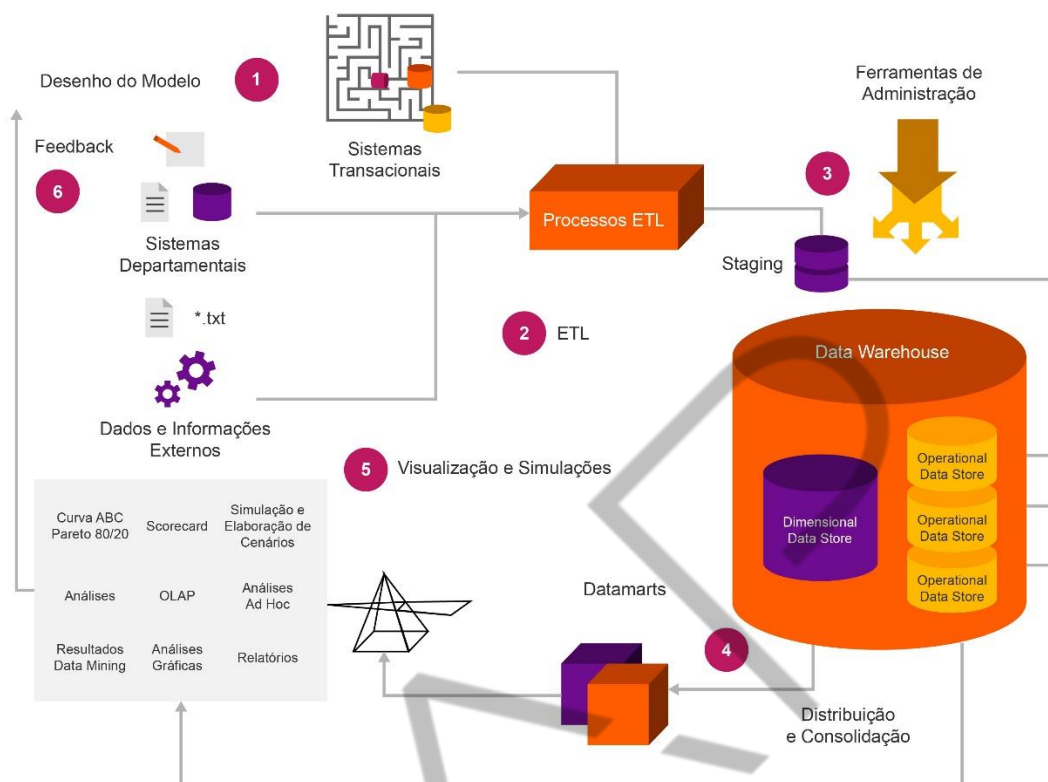 Desenho do Modelo
1
Sistemas
Transacionais
Ferramentas de
Administração
Feedback
6
Sistemas
Departamentais
*.txt
Dados e Informações
Externos
Processos ETL
3
Staging
2
ETL
Data Warehouse
Dimensional
Data Store
Operational
Data Store
Operational
Data Store
Operational
Data Store
5
Visualização e Simulações
Curva ABC
Pareto 80/20
Scorecard
Simulação e
Elaboração de
Cenários
Análises
OLAP
Análises
Ad Hoc
Resultados
Data Mining
Análises
Gráficas
Relatórios
Datamarts
4
Distribuição
e Consolidação